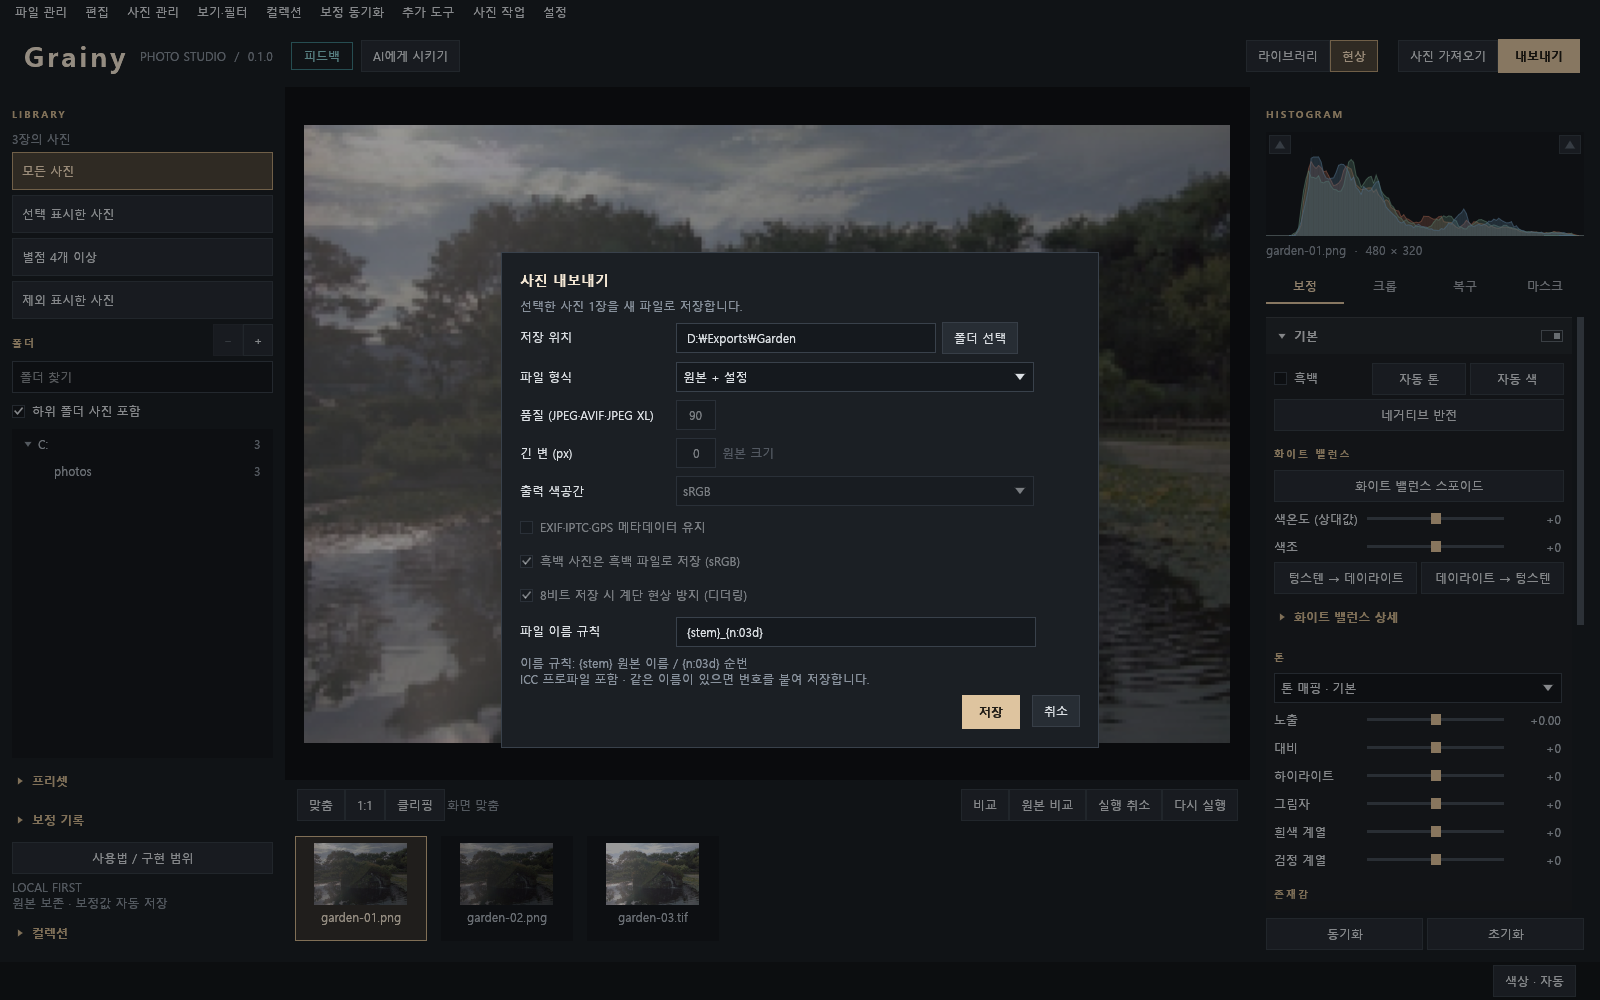 파일 관리 편집 사진 관리 보기·필터 컬렉션 보정 동기화 추가 도구 사진 작업 설정
Grainy PHOTO STUDIO / 0.1.0 피드백 AI에게 시키기 라이브러리 현상 사진 가져오기 내보내기
LIBRARY
3장의 사진
모든 사진
선택 표시한 사진
별점 4개 이상
제외 표시한 사진
폴더 − +
폴더 찾기
하위 폴더 사진 포함
C: 3
photos 3
프리셋
보정 기록
사용법 / 구현 범위
LOCAL FIRST
원본 보존 · 보정값 자동 저장
컬렉션
사진 내보내기
선택한 사진 1장을 새 파일로 저장합니다.
저장 위치 D:₩Exports₩Garden 폴더 선택
파일 형식 원본 + 설정
품질 (JPEG·AVIF·JPEG XL) 90
긴 변 (px) 0 원본 크기
출력 색공간 sRGB
EXIF·IPTC·GPS 메타데이터 유지
흑백 사진은 흑백 파일로 저장 (sRGB)
8비트 저장 시 계단 현상 방지 (디더링)
파일 이름 규칙 {stem}_{n:03d}
이름 규칙: {stem} 원본 이름 / {n:03d} 순번
ICC 프로파일 포함 · 같은 이름이 있으면 번호를 붙여 저장합니다.
저장 취소
맞춤 1:1 클리핑 화면 맞춤 비교 원본 비교 실행 취소 다시 실행
garden-01.png garden-02.png garden-03.tif
HISTOGRAM
garden-01.png · 480 × 320
보정 크롭 복구 마스크
기본
흑백 자동 톤 자동 색
네거티브 반전
화이트 밸런스
화이트 밸런스 스포이드
색온도 (상대값) +0
색조 +0
텅스텐 → 데이라이트 데이라이트 → 텅스텐
화이트 밸런스 상세
톤
톤 매핑 · 기본
노출 +0.00
대비 +0
하이라이트 +0
그림자 +0
흰색 계열 +0
검정 계열 +0
존재감
동기화 초기화
색상 · 자동